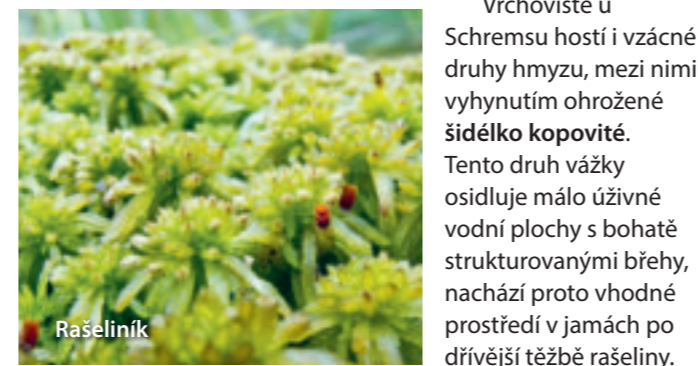 Vrchoviště u
Schremsu hostí i vzácné
druhy hmyzu, mezi nimi
vyhynutím ohrožené
šidélko kopovité.
Tento druh vážky
osidluje málo úživné
vodní plochy s bohatě
strukturovanými břehy,
nachází proto vhodné
prostředí v jamách po
dřívější těžbě rašeliny.
Rašeliník